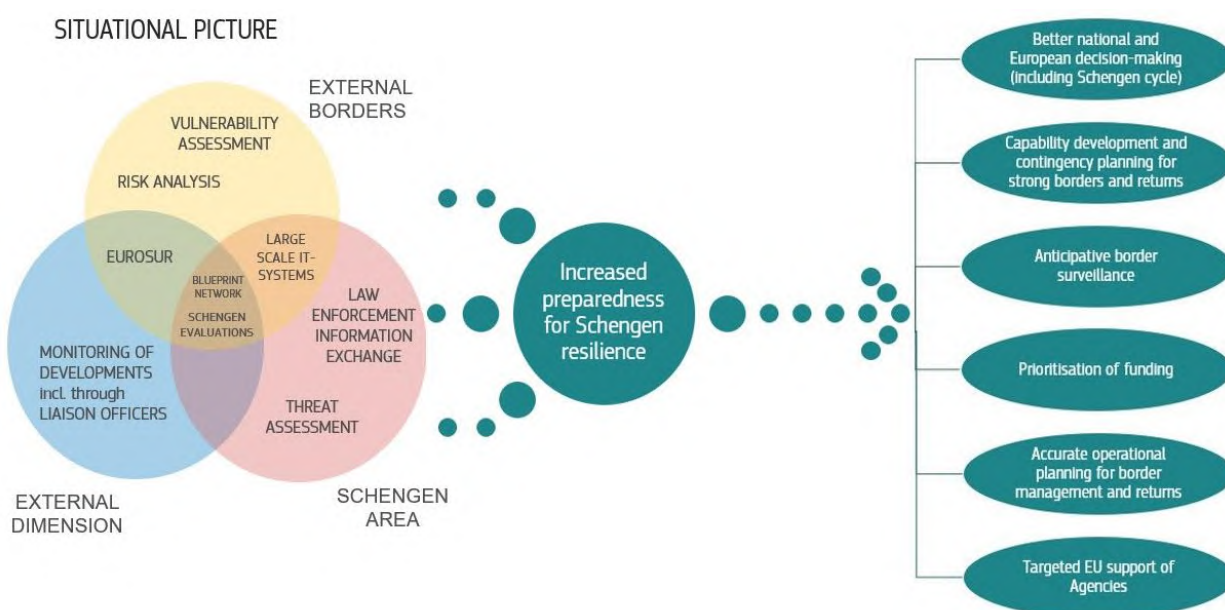 SITUATIONAL PICTURE
EXTERNAL
BORDERS
VULNERABILITY
ASSESSMENT
RISK ANALYSIS
EUROSUR
LARGE
SCALE IT-
SYSTEMS
BLUEPRINT
NETWORK
SCHENGEN
EVALUATIONS
LAW
ENFORCEMENT
INFORMATION
EXCHANGE
MONITORING OF
DEVELOPMENTS
incl. through
LIAISON OFFICERS
THREAT
ASSESSMENT
EXTERNAL
DIMENSION
SCHENGEN
AREA
Increased
preparedness
for Schengen
resilience
Better national and
European decision-making
(including Schengen cycle)
Capability development and
contingency planning for
strong borders and returns
Anticipative border
surveillance
Prioritisation of funding
Accurate operational
planning for border
management and returns
Targeted EU support of
Agencies